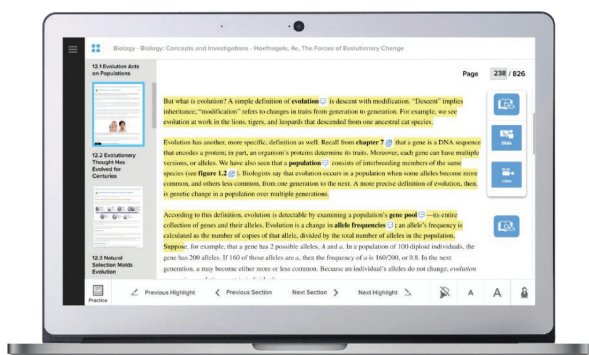 Biology - Biology: Concepts and Investigations - Hoefnagels, 4e, The Forces of Evolutionary Change
12.1 Evolution Acts
on Populations
12.2 Evolutionary
Thought Has
Evolved for
Centuries
12.3 Natural
Selection Molds
Evolution
Page 238 / 826
But what is evolution? A simple definition of evolution is descent with modification. "Descent" implies
inheritance; "modification" refers to changes in traits from generation to generation. For example, we see
evolution at work in the lions, tigers, and leopards that descended from one ancestral cat species.
Evolution has another, more specific, definition as well. Recall from chapter 7 that a gene is a DNA sequence
that encodes a protein; in part, an organism's proteins determine its traits. Moreover, each gene can have multiple
versions, or alleles. We have also seen that a population consists of interbreeding members of the same
species (see figure 1.2). Biologists say that evolution occurs in a population when some alleles become more
common, and others less common, from one generation to the next. A more precise definition of evolution, then,
is genetic change in a population over multiple generations.
According to this definition, evolution is detectable by examining a population's gene pool—its entire
collection of genes and their alleles. Evolution is a change in allele frequencies; an allele's frequency is
calculated as the number of copies of that allele, divided by the total number of alleles in the population.
Suppose, for example, that a gene has 2 possible alleles, A and a. In a population of 100 diploid individuals, the
gene has 200 alleles. If 160 of those alleles are a, then the frequency of a is 160/200, or 0.8. In the next
generation, a may become either more or less common. Because an individual's alleles do not change, evolution
Slide
Video
Practice
Previous Highlight
Previous Section
Next Section
Next Highlight
A
A